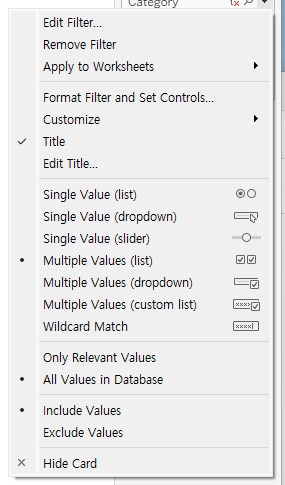 Category
Edit Filter...
Remove Filter
Apply to Worksheets
Format Filter and Set Controls...
Customize
Title
Edit Title...
Single Value (list)
Single Value (dropdown)
Single Value (slider)
Multiple Values (list)
Multiple Values (dropdown)
Multiple Values (custom list)
Wildcard Match
Only Relevant Values
All Values in Database
Include Values
Exclude Values
Hide Card